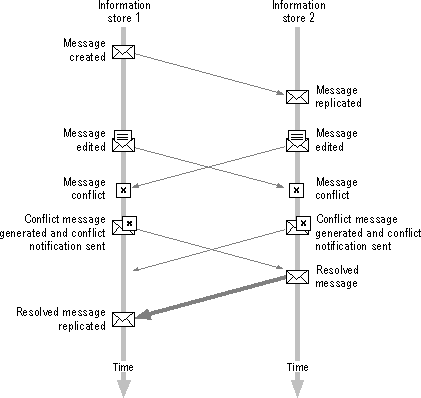 Information
store 1
Information
store 2
Message
created
Message
replicated
Message
edited
Message
edited
Message
conflict
Message
conflict
Conflict message
generated and conflict
notification sent
Conflict message
generated and conflict
notification sent
Resolved
message
Resolved message
replicated
Time
Time